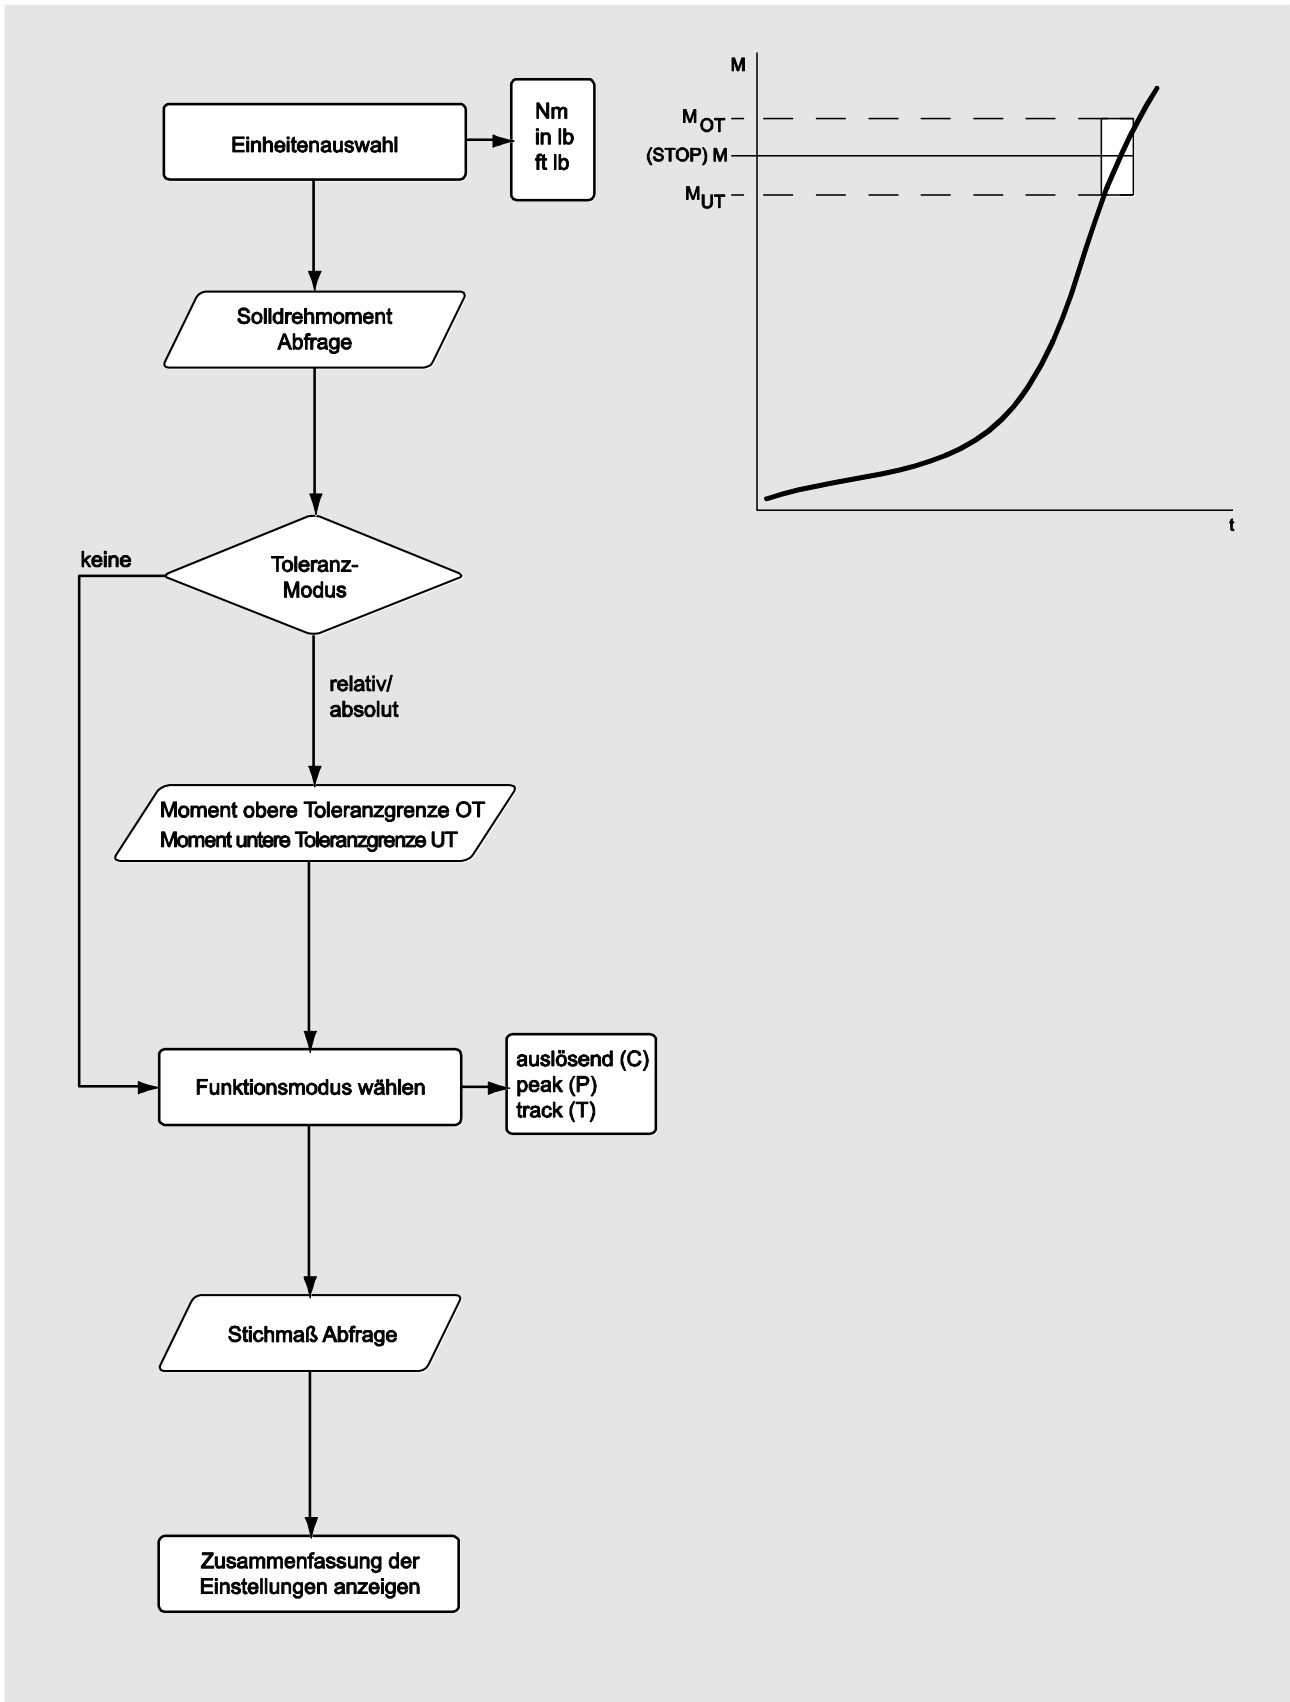 Einheitenauswahl
Nm
in lb
ft lb
Solldrehmoment
Abfrage
Toleranz-
Modus
keine
relativ/
absolut
Moment obere Toleranzgrenze OT
Moment untere Toleranzgrenze UT
Funktionsmodus wählen
auslösend (C)
peak (P)
track (T)
Stichmaß Abfrage
Zusammenfassung der
Einstellungen anzeigen
M
MOT
(STOP) M
MUT
t